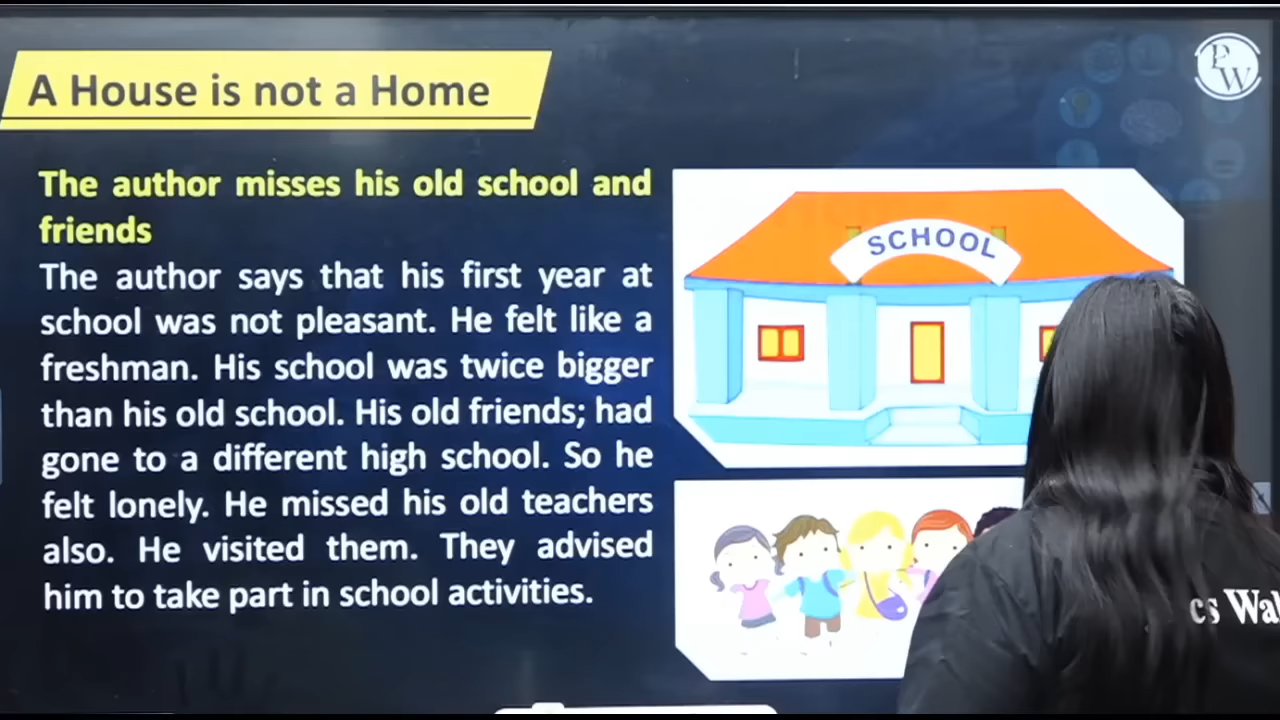 A House is not a Home
PW
The author misses his old school and
friends
The author says that his first year at
school was not pleasant. He felt like a
freshman. His school was twice bigger
than his old school. His old friends; had
gone to a different high school. So he
felt lonely. He missed his old teachers
also. He visited them. They advised
him to take part in school activities.
SCHOOL